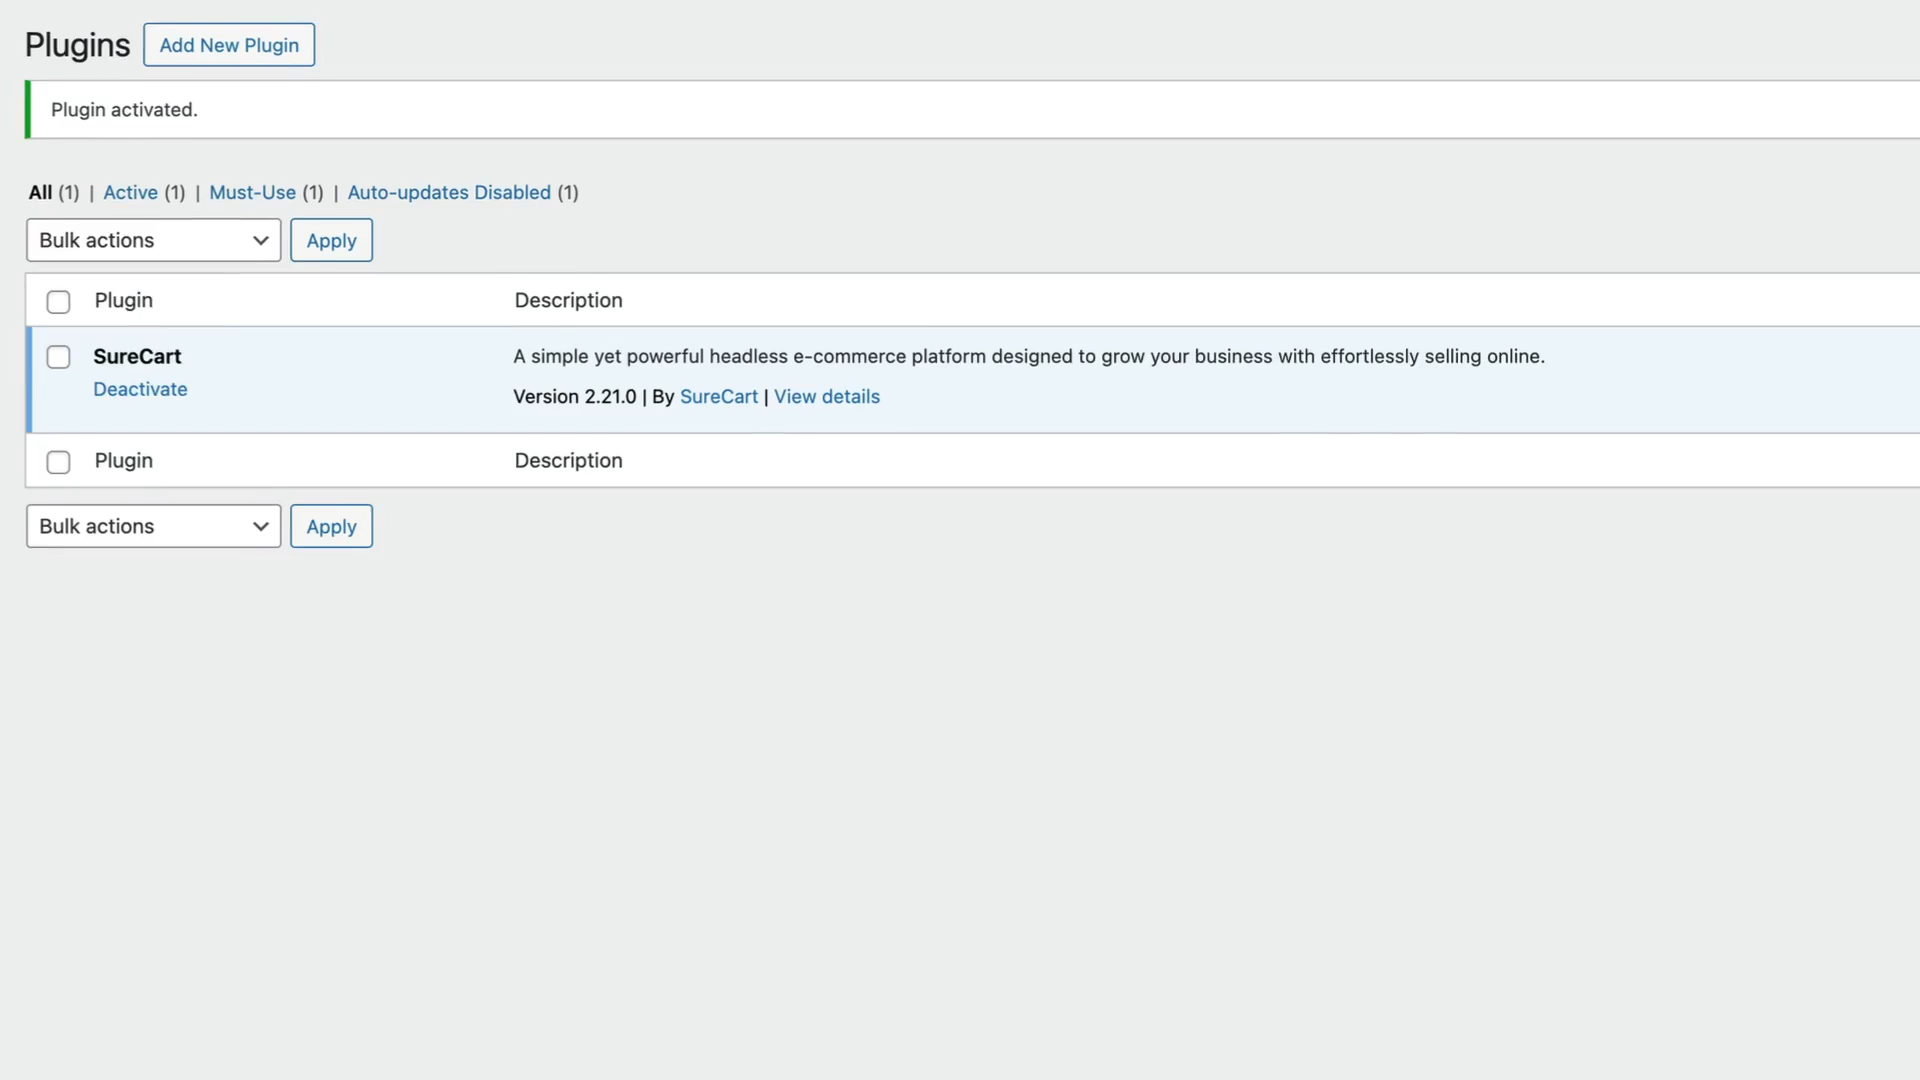 Plugins Add New Plugin
Plugin activated.
All (1) | Active (1) | Must-Use (1) | Auto-updates Disabled (1)
Bulk actions Apply
Plugin Description
SureCart A simple yet powerful headless e-commerce platform designed to grow your business with effortlessly selling online.
Deactivate Version 2.21.0 | By SureCart | View details
Plugin Description
Bulk actions Apply